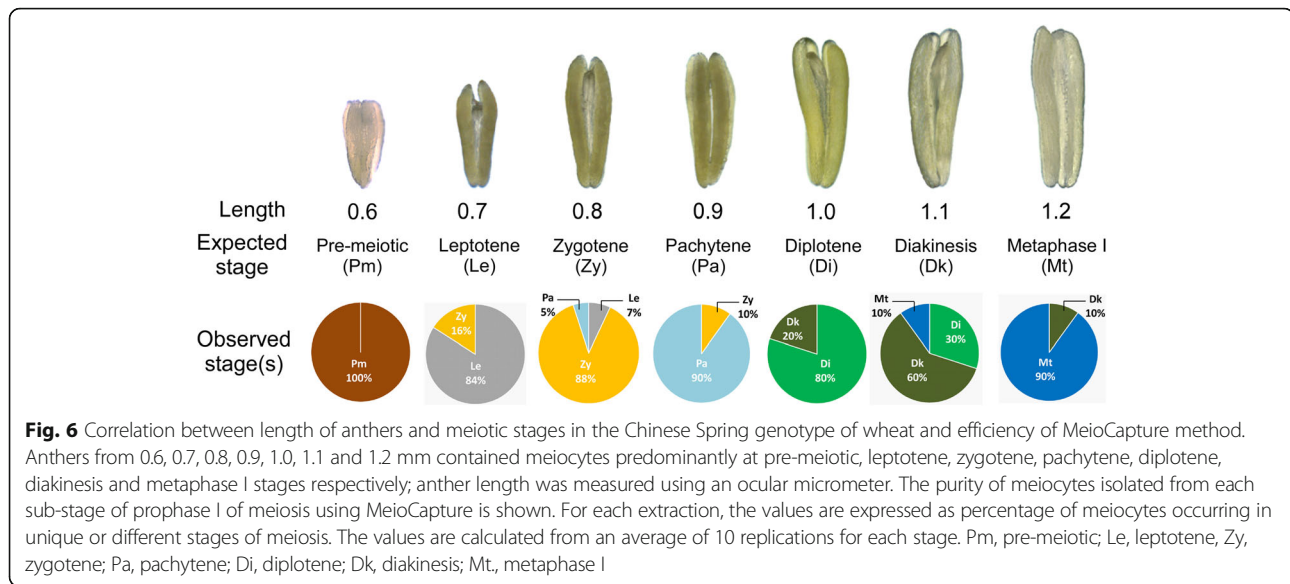 Length 0.6 0.7 0.8 0.9 1.0 1.1 1.2
Expected stage Pre-meiotic (Pm) Leptotene (Le) Zygotene (Zy) Pachytene (Pa) Diplotene (Di) Diakinesis (Dk) Metaphase I (Mt)
Observed stage(s)
Pm 100%
Zy 16% Le 84%
Pa 5% Le 7% Zy 88%
Zy 10% Pa 90%
Dk 20% Di 80%
Mt 10% Di 30% Dk 60%
Dk 10% Mt 90%
Fig. 6 Correlation between length of anthers and meiotic stages in the Chinese Spring genotype of wheat and efficiency of MeioCapture method.
Anthers from 0.6, 0.7, 0.8, 0.9, 1.0, 1.1 and 1.2 mm contained meiocytes predominantly at pre-meiotic, leptotene, zygotene, pachytene, diplotene,
diakinesis and metaphase I stages respectively; anther length was measured using an ocular micrometer. The purity of meiocytes isolated from each
sub-stage of prophase I of meiosis using MeioCapture is shown. For each extraction, the values are expressed as percentage of meiocytes occurring in
unique or different stages of meiosis. The values are calculated from an average of 10 replications for each stage. Pm, pre-meiotic; Le, leptotene, Zy,
zygotene; Pa, pachytene; Di, diplotene; Dk, diakinesis; Mt., metaphase I